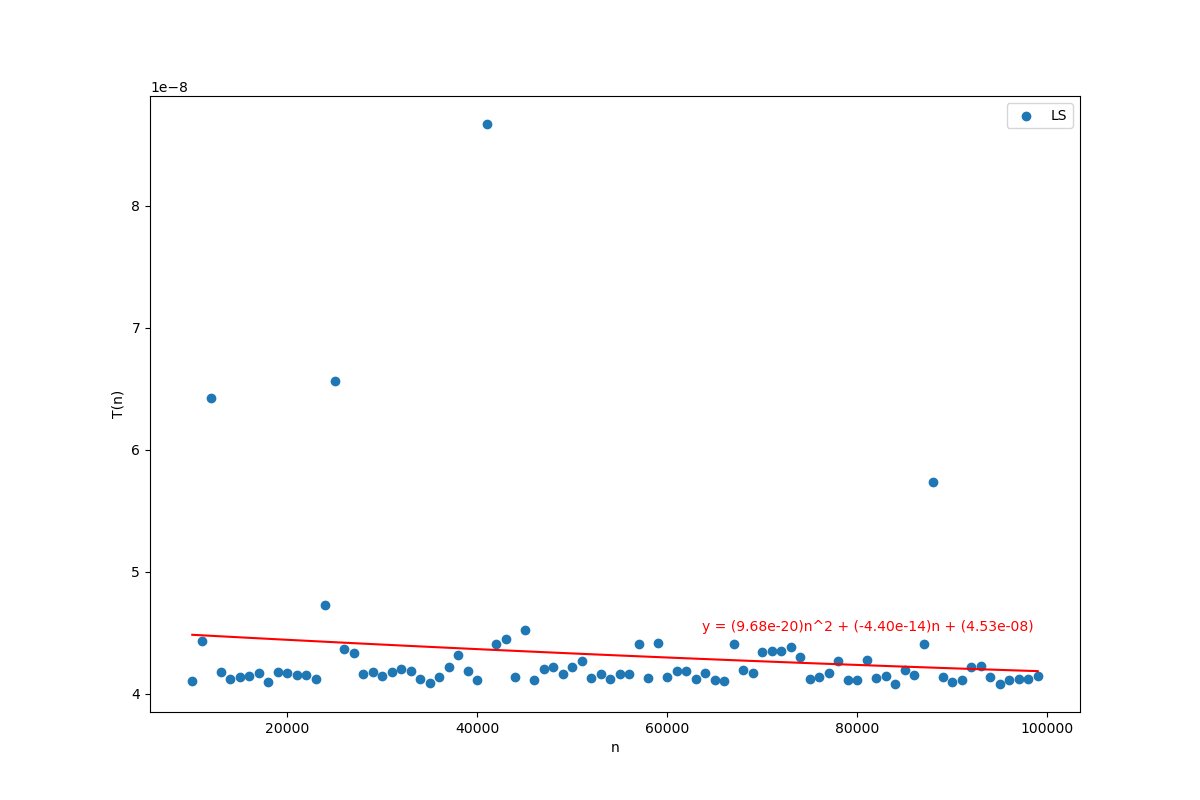 1e−8
LS
8
7
6
5
4
T(n)
y = (9.68e-20)n^2 + (-4.40e-14)n + (4.53e-08)
20000 40000 60000 80000 100000
n